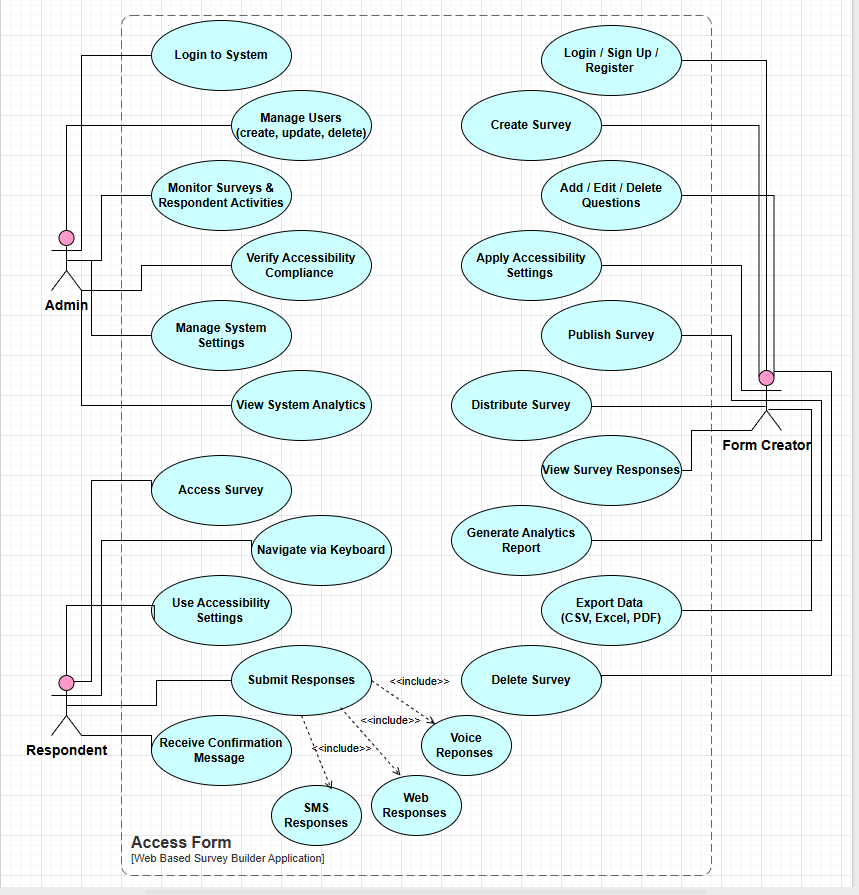 Login to System
Login / Sign Up /
Register
Manage Users
(create, update, delete)
Create Survey
Monitor Surveys &
Respondent Activities
Add / Edit / Delete
Questions
Verify Accessibility
Compliance
Apply Accessibility
Settings
Admin
Manage System
Settings
Publish Survey
View System Analytics
Distribute Survey
Form Creator
View Survey Responses
Access Survey
Generate Analytics
Report
Navigate via Keyboard
Use Accessibility
Settings
Export Data
(CSV, Excel, PDF)
Submit Responses
<<include>>
Delete Survey
<<include>>
Voice
Reponses
<<include>>
Respondent
Receive Confirmation
Message
Web
Responses
SMS
Responses
Access Form
[Web Based Survey Builder Application]